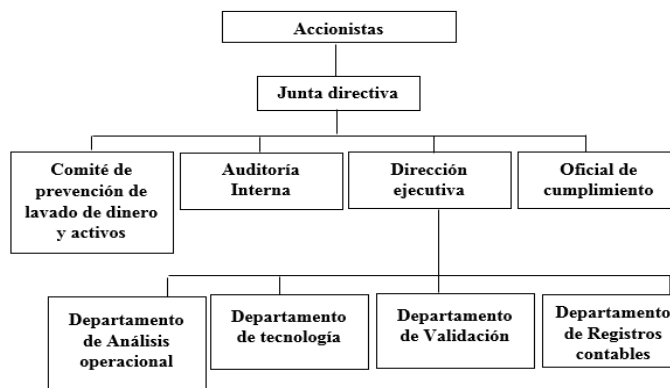 Accionistas
Junta directiva
Comité de
prevención de
lavado de dinero
y activos
Auditoría
Interna
Dirección
ejecutiva
Oficial de
cumplimiento
Departamento
de Análisis
operacional
Departamento
de tecnología
Departamento
de Validación
Departamento
de Registros
contables